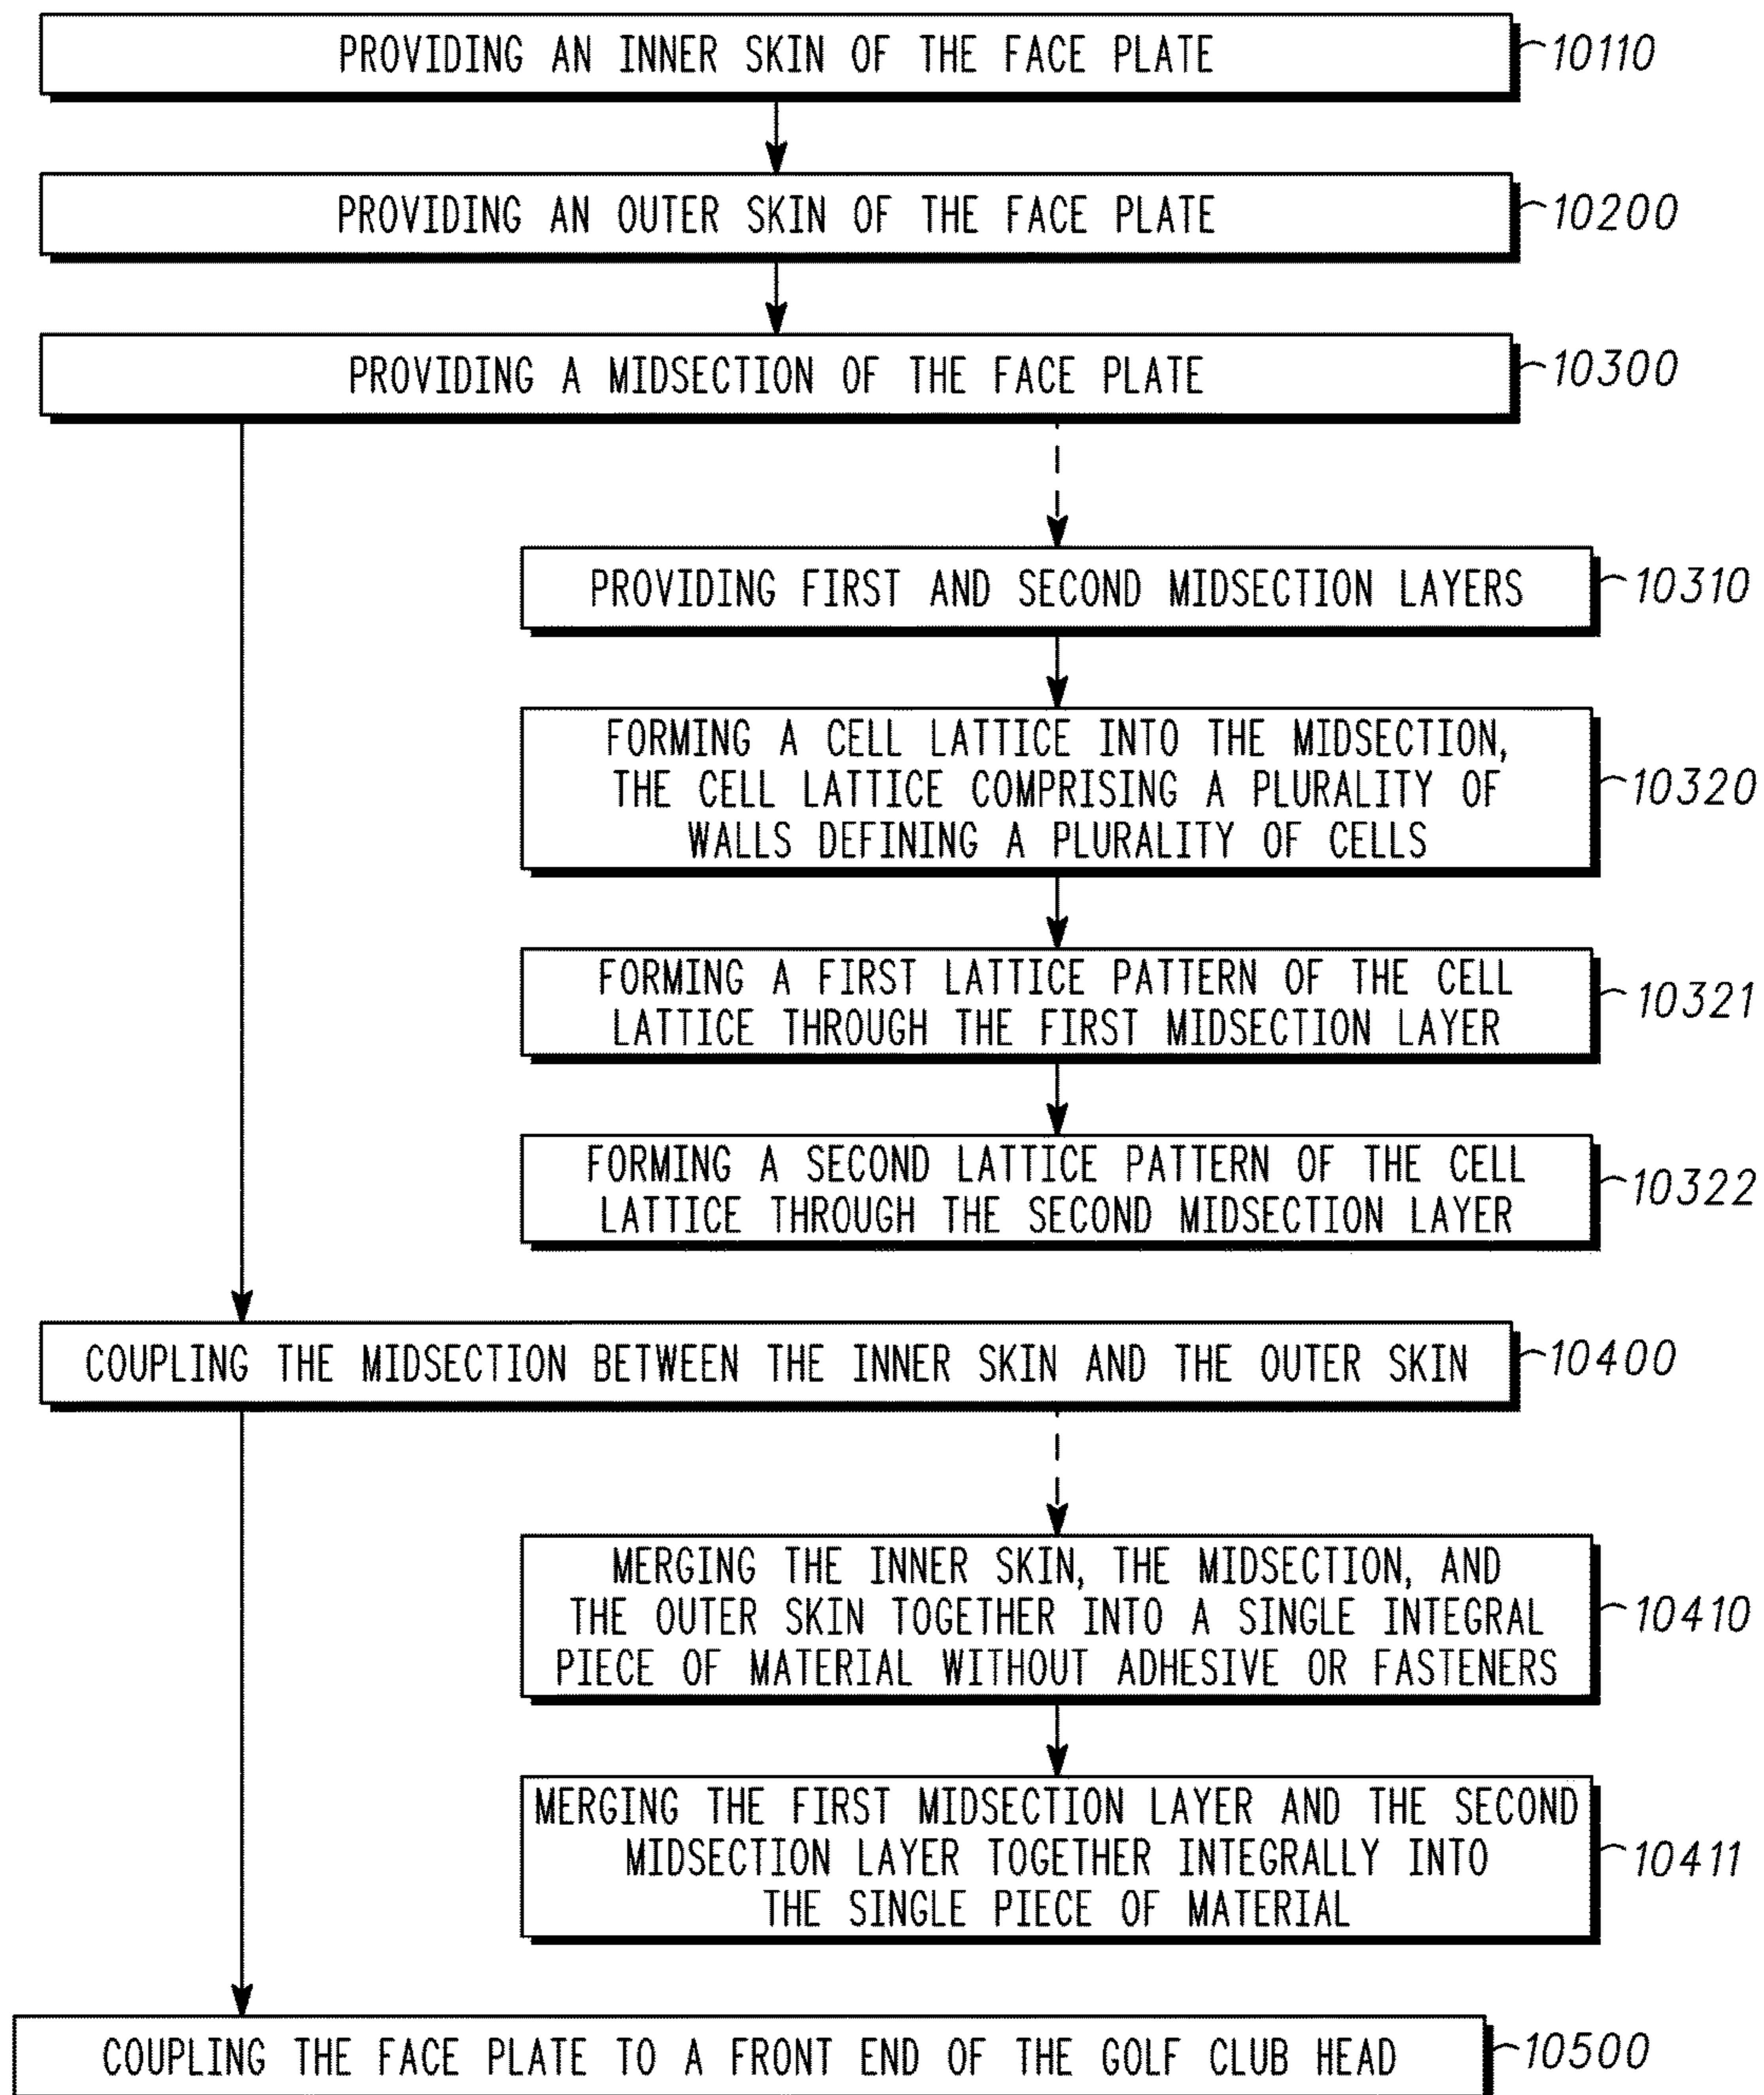 PROVIDING AN INNER SKIN OF THE FACE PLATE
10110
PROVIDING AN OUTER SKIN OF THE FACE PLATE
10200
PROVIDING A MIDSECTION OF THE FACE PLATE
10300
PROVIDING FIRST AND SECOND MIDSECTION LAYERS
10310
FORMING A CELL LATTICE INTO THE MIDSECTION,
THE CELL LATTICE COMPRISING A PLURALITY OF
WALLS DEFINING A PLURALITY OF CELLS
10320
FORMING A FIRST LATTICE PATTERN OF THE CELL
LATTICE THROUGH THE FIRST MIDSECTION LAYER
10321
FORMING A SECOND LATTICE PATTERN OF THE CELL
LATTICE THROUGH THE SECOND MIDSECTION LAYER
10322
COUPLING THE MIDSECTION BETWEEN THE INNER SKIN AND THE OUTER SKIN
10400
MERGING THE INNER SKIN, THE MIDSECTION, AND
THE OUTER SKIN TOGETHER INTO A SINGLE INTEGRAL
PIECE OF MATERIAL WITHOUT ADHESIVE OR FASTENERS
10410
MERGING THE FIRST MIDSECTION LAYER AND THE SECOND
MIDSECTION LAYER TOGETHER INTEGRALLY INTO
THE SINGLE PIECE OF MATERIAL
10411
COUPLING THE FACE PLATE TO A FRONT END OF THE GOLF CLUB HEAD
10500